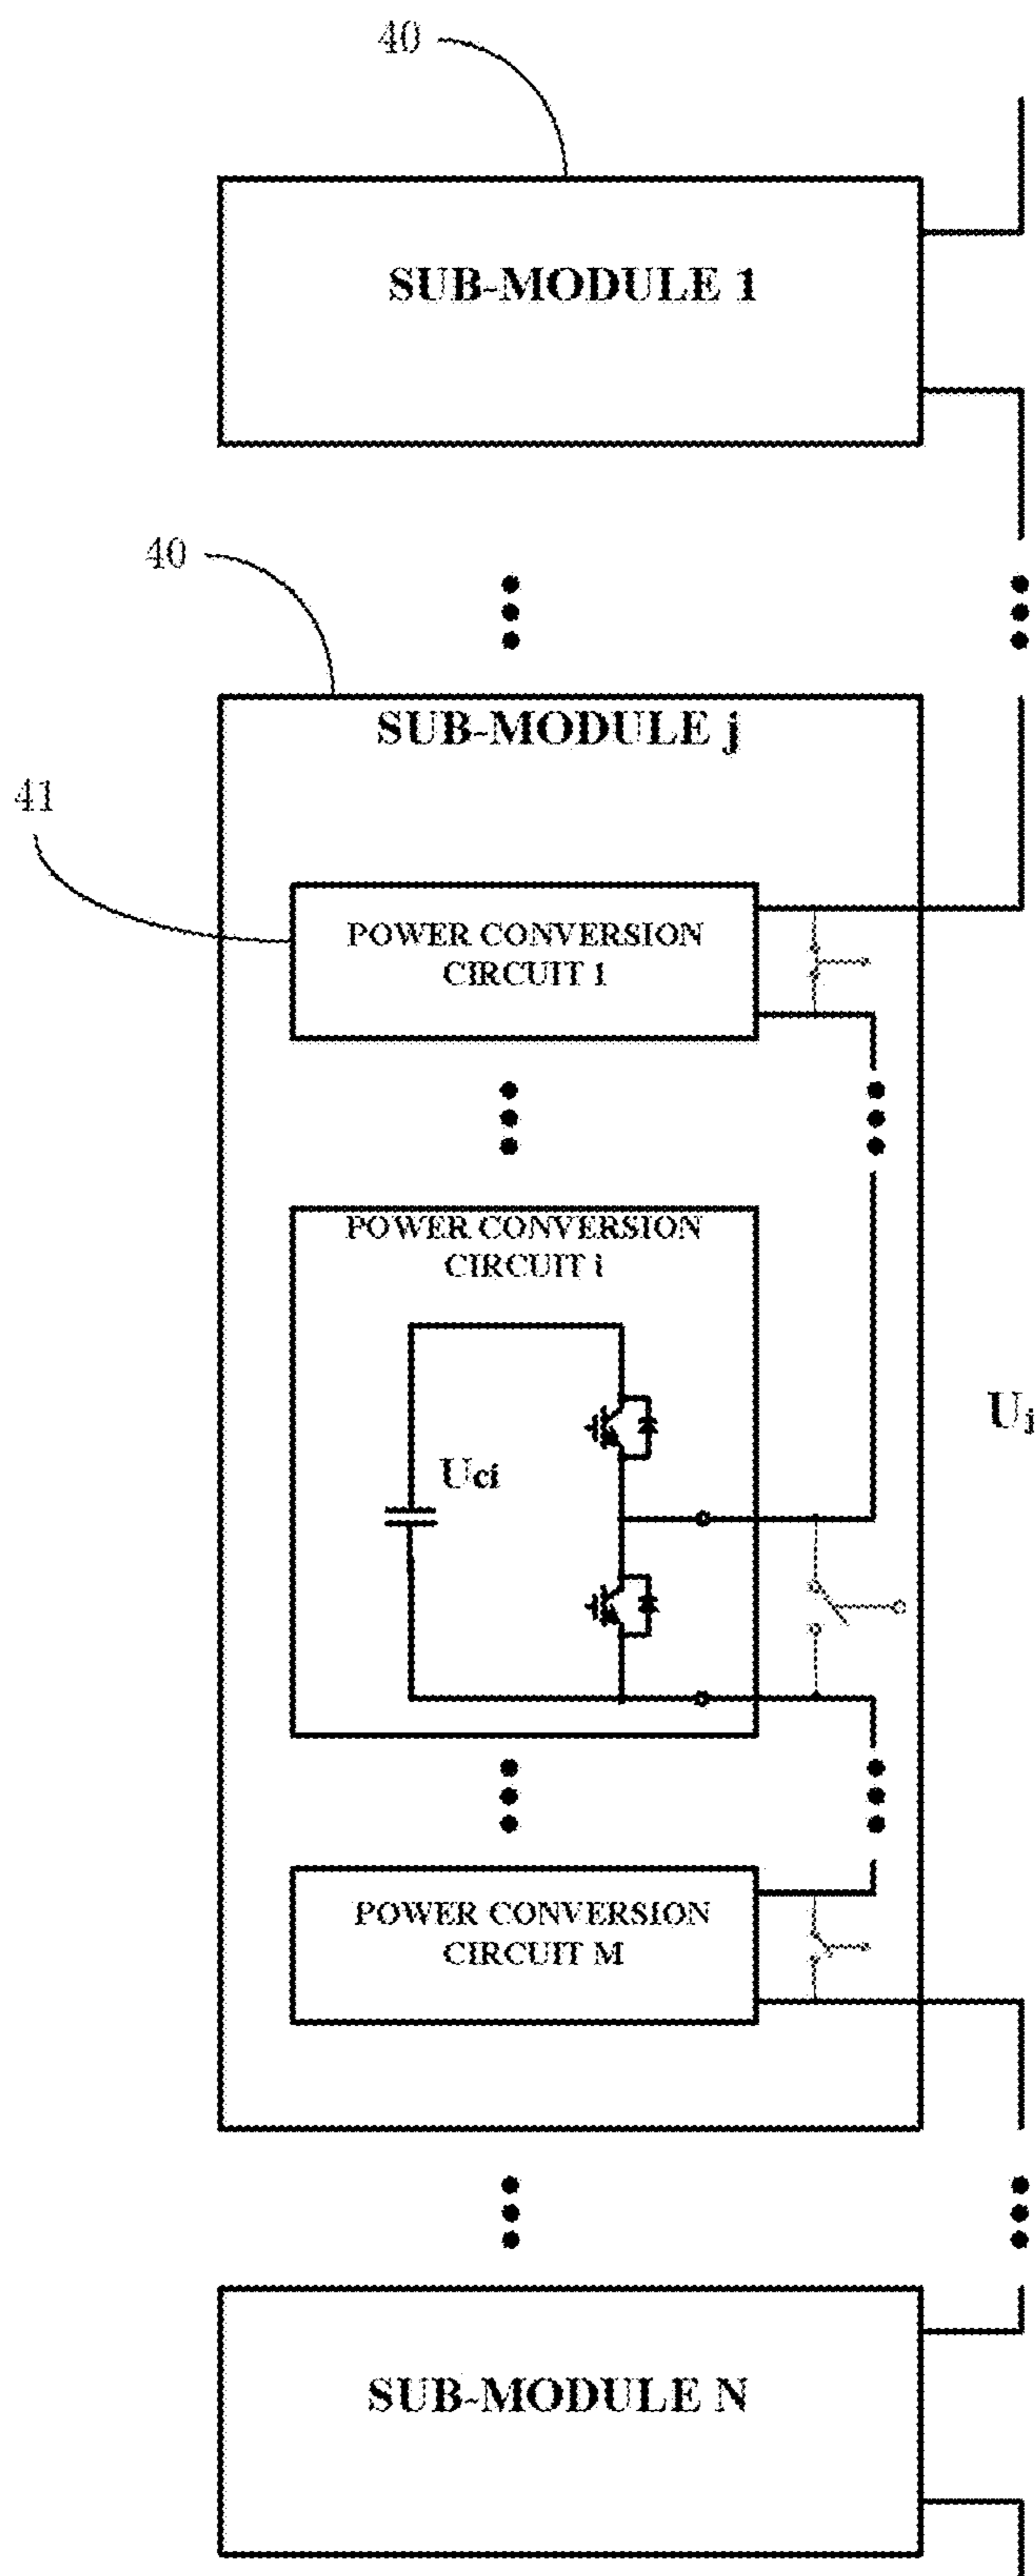 40
SUB-MODULE 1
40
SUB-MODULE j
41
POWER CONVERSION
CIRCUIT 1
POWER CONVERSION
CIRCUIT i
Uj
Uci
POWER CONVERSION
CIRCUIT M
SUB-MODULE N